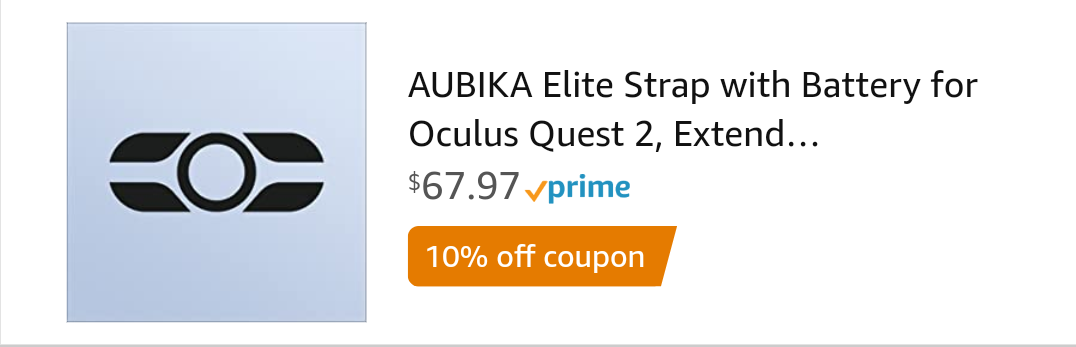 AUBIKA Elite Strap with Battery for
Oculus Quest 2, Extend...
$67.97 prime
10% off coupon